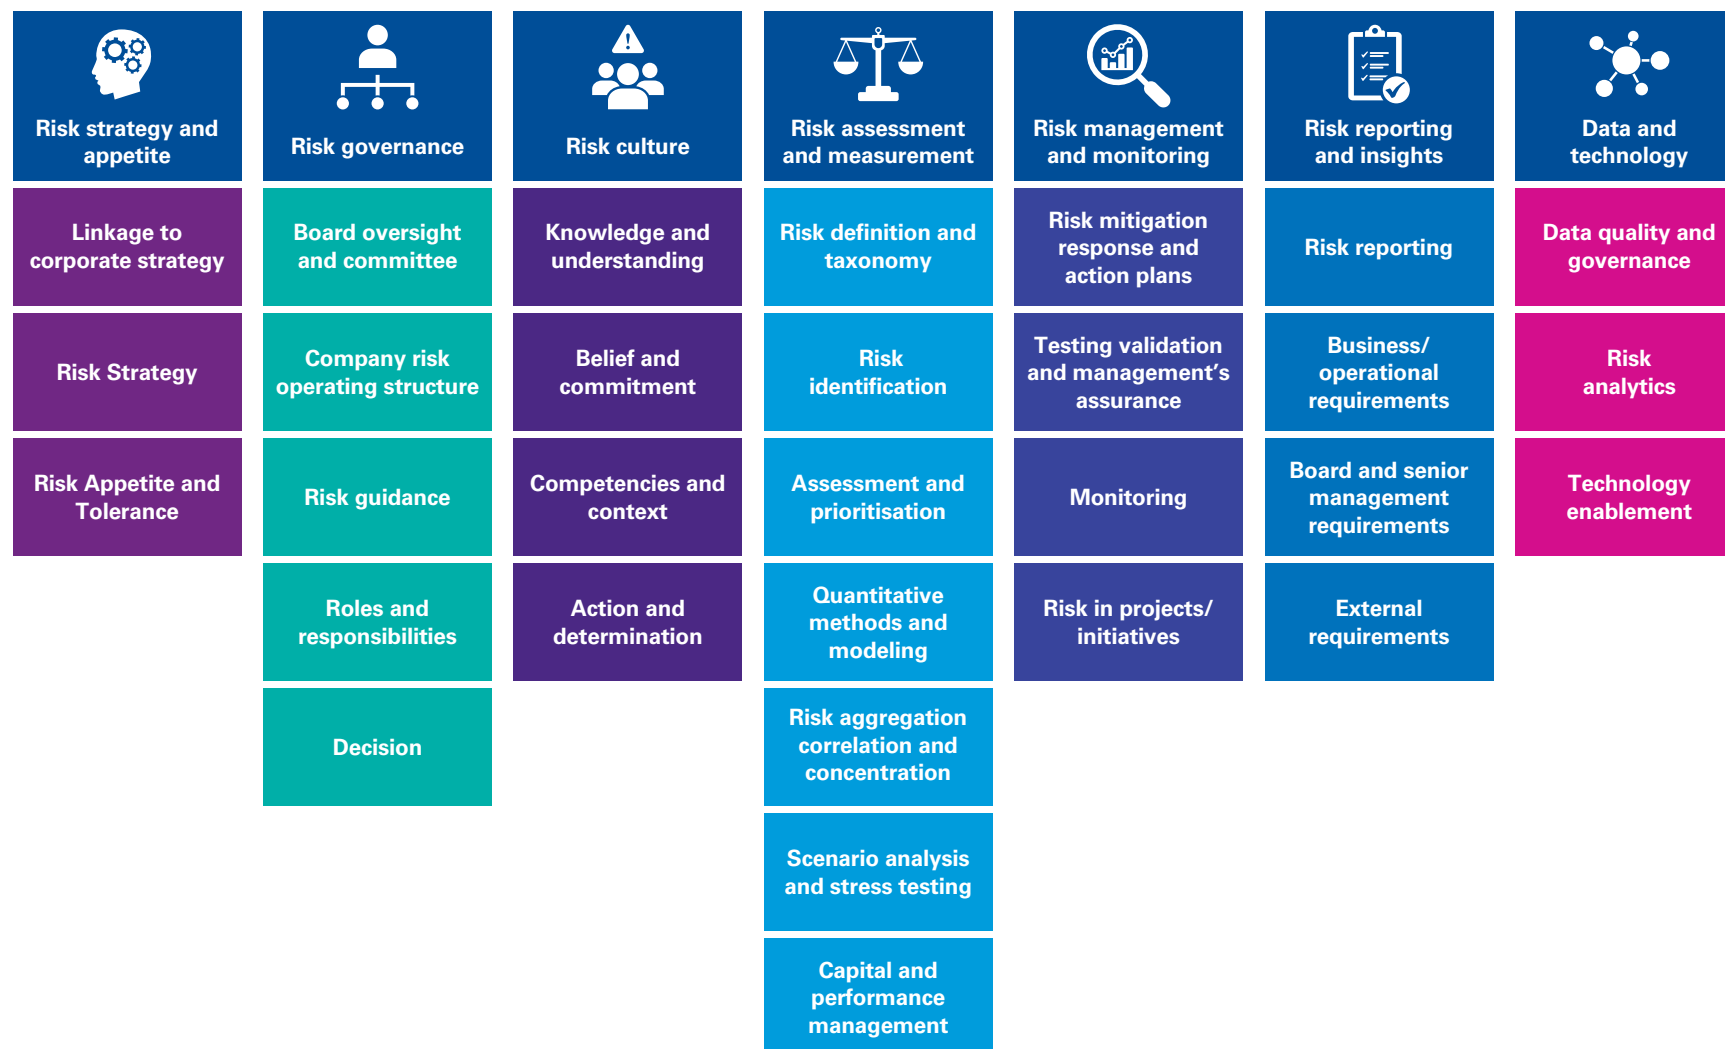 Risk strategy and
appetite
Linkage to
corporate strategy
Risk Strategy
Risk Appetite and
Tolerance
Risk governance
Board oversight
and committee
Company risk
operating structure
Risk guidance
Roles and
responsibilities
Decision
Risk culture
Knowledge and
understanding
Belief and
commitment
Competencies and
context
Action and
determination
Risk assessment
and measurement
Risk definition and
taxonomy
Risk
identification
Assessment and
prioritisation
Quantitative
methods and
modeling
Risk aggregation
correlation and
concentration
Scenario analysis
and stress testing
Capital and
performance
management
Risk management
and monitoring
Risk mitigation
response and
action plans
Testing validation
and management’s
assurance
Monitoring
Risk in projects/
initiatives
Risk reporting
and insights
Risk reporting
Business/
operational
requirements
Board and senior
management
requirements
External
requirements
Data and
technology
Data quality and
governance
Risk
analytics
Technology
enablement